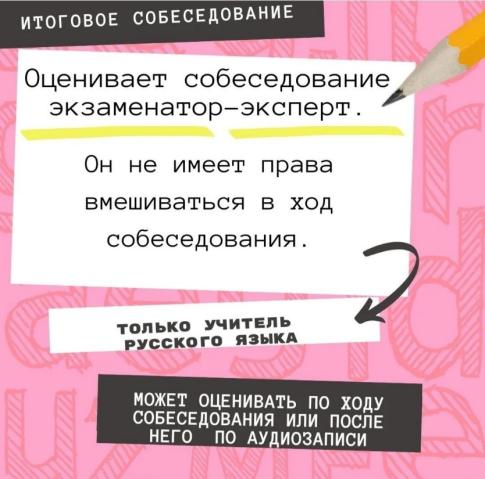 ИТОГОВОЕ СОБЕСЕДОВАНИЕ
Оценивает собеседование
экзаменатор–эксперт.
Он не имеет права
вмешиваться в ход
собеседования.
ТОЛЬКО УЧИТЕЛЬ
РУССКОГО ЯЗЫКА
МОЖЕТ ОЦЕНИВАТЬ ПО ХОДУ
СОБЕСЕДОВАНИЯ ИЛИ ПОСЛЕ
НЕГО ПО АУДИОЗАПИСИ